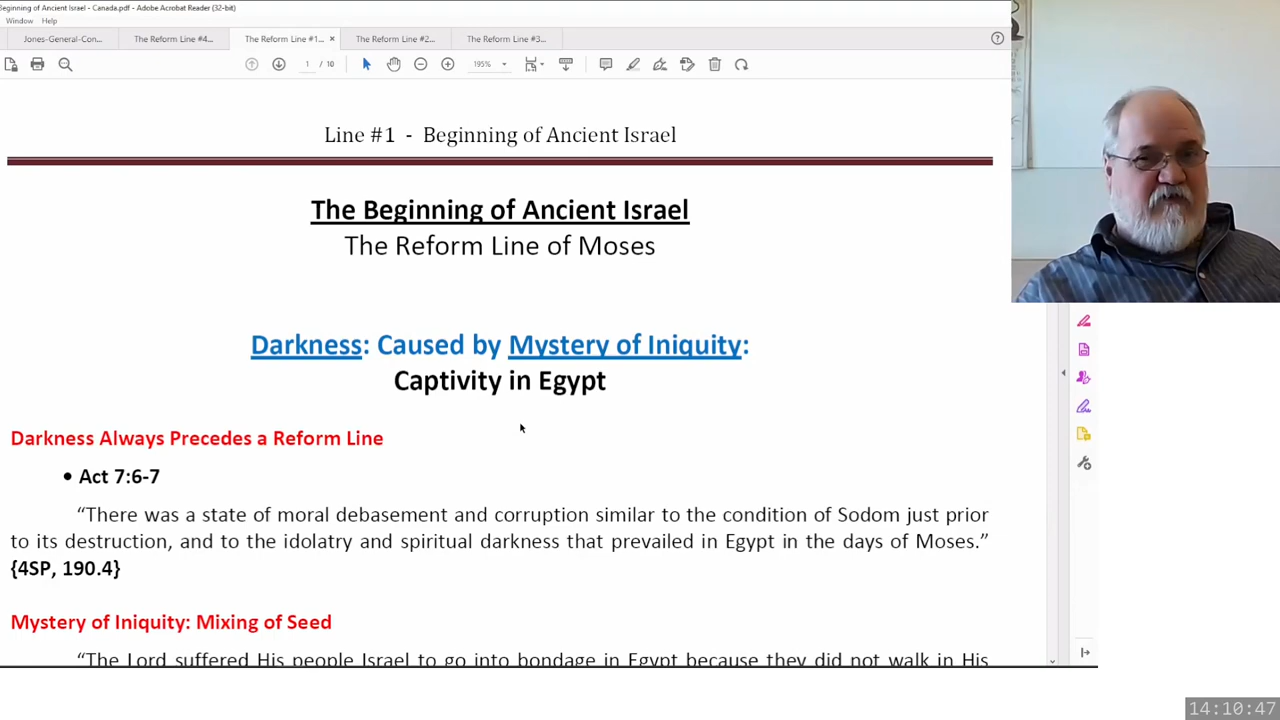 Beginning of Ancient Israel - Canada.pdf - Adobe Acrobat Reader (32-bit)
Window Help
Jones-General-Con... The Reform Line #4... The Reform Line #1... × The Reform Line #2... The Reform Line #3...
1 / 10 195%
Line #1 - Beginning of Ancient Israel
The Beginning of Ancient Israel
The Reform Line of Moses
Darkness: Caused by Mystery of Iniquity:
Captivity in Egypt
Darkness Always Precedes a Reform Line
• Act 7:6-7
“There was a state of moral debasement and corruption similar to the condition of Sodom just prior
to its destruction, and to the idolatry and spiritual darkness that prevailed in Egypt in the days of Moses.”
{4SP, 190.4}
Mystery of Iniquity: Mixing of Seed
“The Lord suffered His people Israel to go into bondage in Egypt because they did not walk in His
14:10:47